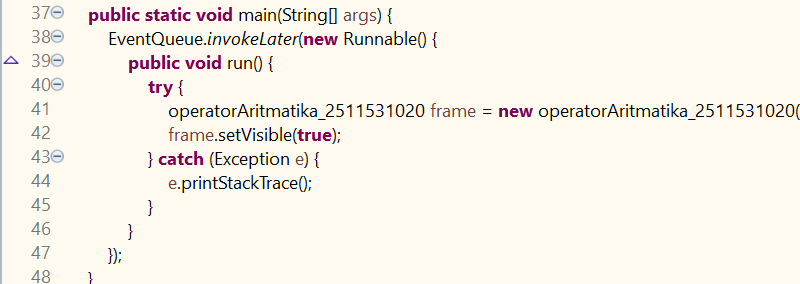 37 public static void main(String[] args) {
38 EventQueue.invokeLater(new Runnable() {
39 public void run() {
40 try {
41 operatorAritmatika_2511531020 frame = new operatorAritmatika_2511531020(
42 frame.setVisible(true);
43 } catch (Exception e) {
44 e.printStackTrace();
45 }
46 }
47 });
48 }